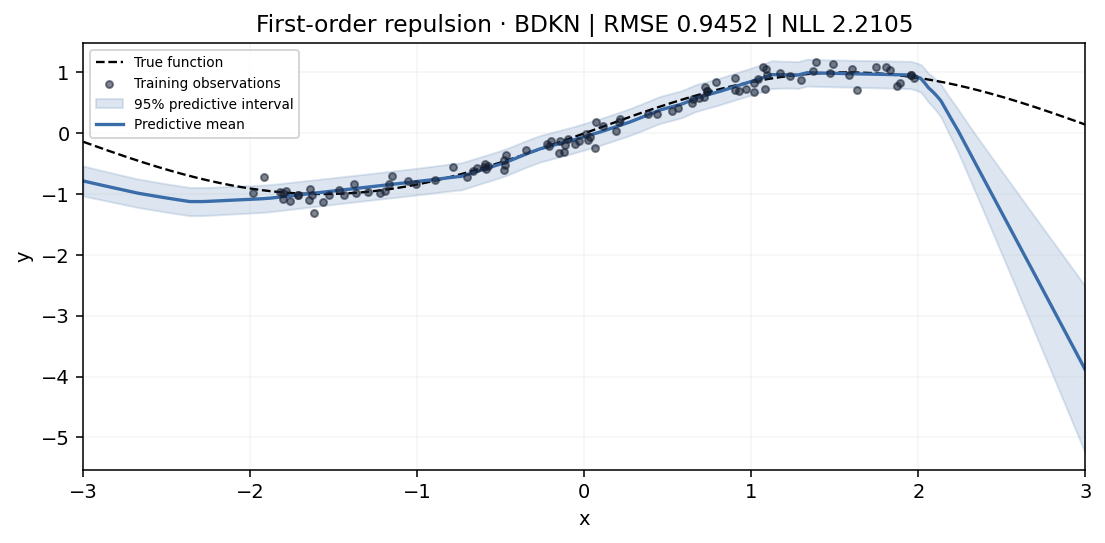 First-order repulsion · BDKN | RMSE 0.9452 | NLL 2.2105
True function
Training observations
95% predictive interval
Predictive mean
1
0
−1
−2
−3
−4
−5
y
−3 −2 −1 0 1 2 3
x